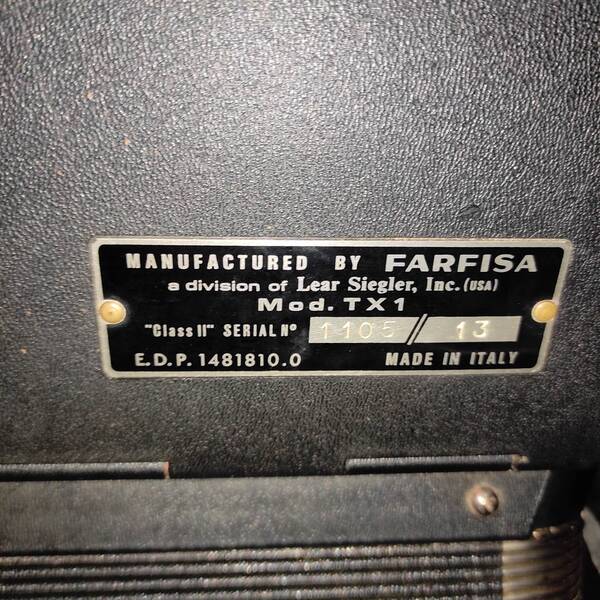 MANUFACTURED BY FARFISA
a division of Lear Siegler, Inc. (USA)
Mod. TX1
"Class II" SERIAL Nº 1105 // 13
E.D.P. 1481810.0 MADE IN ITALY